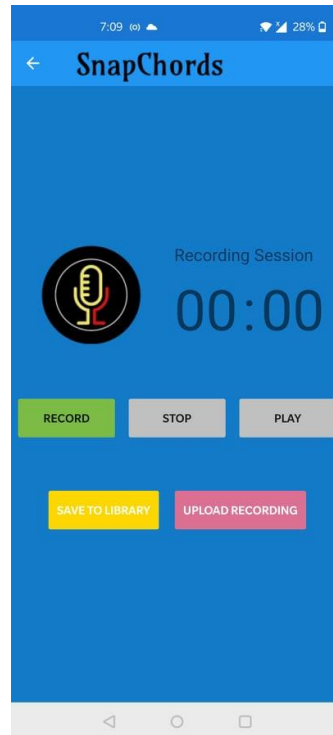 7:09 28%
SnapChords
Recording Session
00:00
RECORD STOP PLAY
SAVE TO LIBRARY UPLOAD RECORDING